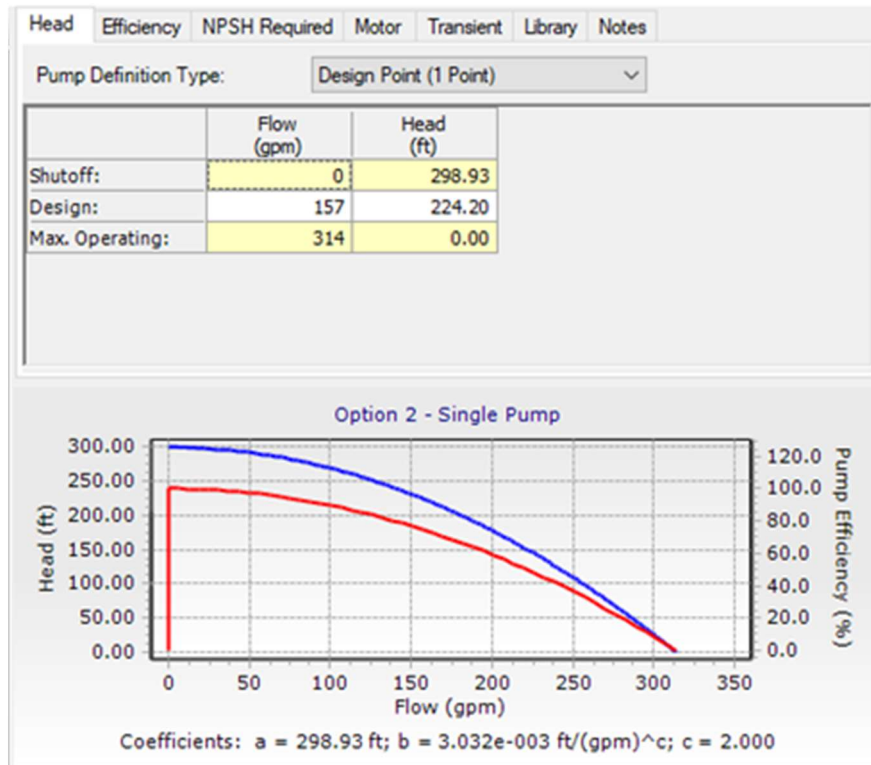 Head Efficiency NPSH Required Motor Transient Library Notes
Pump Definition Type: Design Point (1 Point)
Flow (gpm) Head (ft)
Shutoff: 0 298.93
Design: 157 224.20
Max. Operating: 314 0.00
Option 2 - Single Pump
300.00 120.0
250.00 100.0
200.00 80.0
150.00 60.0
100.00 40.0
50.00 20.0
0.00 0.0
Head (ft)
Pump Efficiency (%)
0 50 100 150 200 250 300 350
Flow (gpm)
Coefficients: a = 298.93 ft; b = 3.032e-003 ft/(gpm)^c; c = 2.000